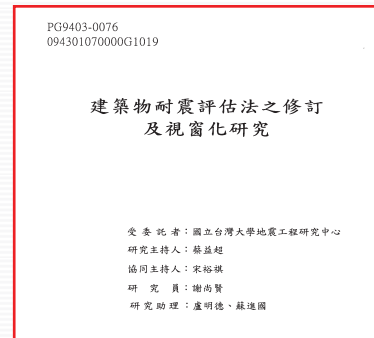 PG9403-0076
094301070000G1019
建築物耐震評估法之修訂
及視窗化研究
受委託者：國立台灣大學地震工程研究中心
研究主持人：蔡益超
協同主持人：宋裕祺
研究員：謝尚賢
研究助理：盧明德、蘇進國